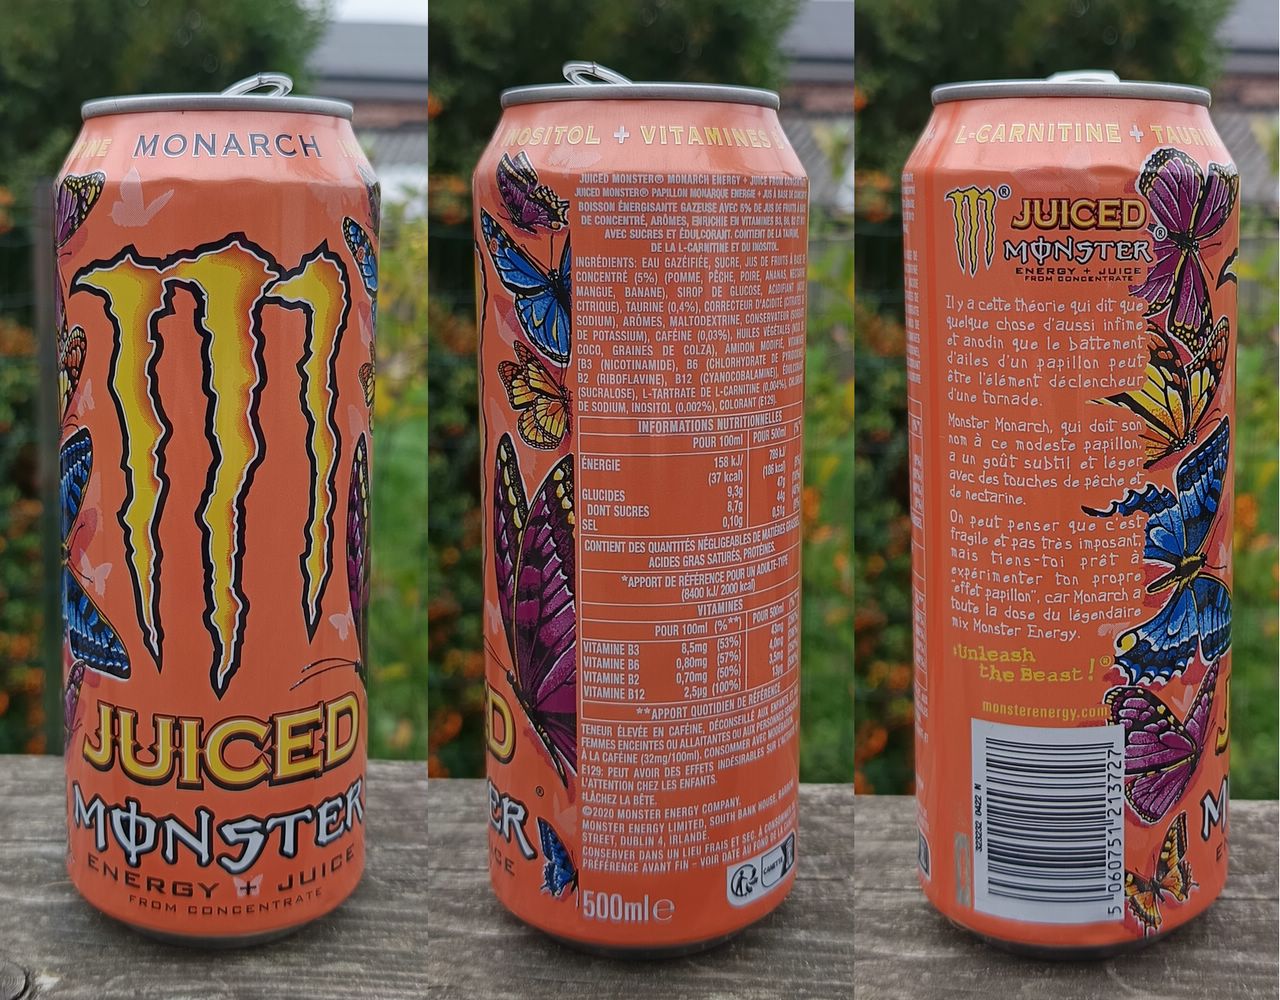 MONARCH
JUICED
MONSTER
ENERGY + JUICE
FROM CONCENTRATE
INOSITOL + VITAMINES B
JUICED MONSTER® MONARCH ENERGY + JUICE FROM
JUICED MONSTER® PAPILLON MONARQUE ENERGIE + JUS À BASE DE
BOISSON ÉNERGISANTE GAZEUSE AVEC 5% DE JUS DE FRUITS À BASE
DE CONCENTRÉ, ARÔMES, ENRICHIE EN VITAMINES B3, B6, B2 ET B12
AVEC SUCRES ET ÉDULCORANT. CONTIENT DE LA TAURINE,
DE LA L-CARNITINE ET DU INOSITOL.
INGRÉDIENTS: EAU GAZÉIFIÉE, SUCRE, JUS DE FRUITS À BASE DE
CONCENTRÉ (5%) (POMME, PÊCHE, POIRE, ANANAS, NECTARINE
MANGUE, BANANE), SIROP DE GLUCOSE, ACIDIFIANT (ACIDE
CITRIQUE), TAURINE (0,4%), CORRECTEUR D'ACIDITÉ (CITRATES DE
SODIUM), ARÔMES, MALTODEXTRINE, CONSERVATEUR (SORBATE
DE POTASSIUM), CAFÉINE (0,03%), HUILES VÉGÉTALES (NOIX DE
COCO, GRAINES DE COLZA), AMIDON MODIFIÉ, VITAMINES
[B3 (NICOTINAMIDE), B6 (CHLORHYDRATE DE PYRIDOXINE
B2 (RIBOFLAVINE), B12 (CYANOCOBALAMINE), ÉDULCORANT
(SUCRALOSE), L-TARTRATE DE L-CARNITINE (0,004%), CHLORURE
DE SODIUM, INOSITOL (0,002%), COLORANT (E129).
INFORMATIONS NUTRITIONNELLES
POUR 100ml POUR 500ml
ÉNERGIE 158 kJ/ 789 kJ/
(37 kcal) (186 kcal)
GLUCIDES 9,3g 47g
DONT SUCRES 8,7g 44g
SEL 0,10g 0,51g
CONTIENT DES QUANTITÉS NÉGLIGEABLES DE MATIÈRES GRASSES
ACIDES GRAS SATURÉS, PROTÉINES.
*APPORT DE RÉFÉRENCE POUR UN ADULTE-TYPE
(8400 kJ/ 2000 kcal)
VITAMINES
POUR 100ml (%**) POUR 500ml
VITAMINE B3 8,5mg (53%) 43mg
VITAMINE B6 0,80mg (57%) 4,0mg
VITAMINE B2 0,70mg (50%) 3,5mg
VITAMINE B12 2,5µg (100%) 13µg
**APPORT QUOTIDIEN DE RÉFÉRENCE
TENEUR ÉLEVÉE EN CAFÉINE, DÉCONSEILLÉ AUX ENFANTS ET
FEMMES ENCEINTES OU ALLAITANTES OU AUX PERSONNES
À LA CAFÉINE (32mg/100ml). CONSOMMER AVEC MODÉRATION.
E129: PEUT AVOIR DES EFFETS INDÉSIRABLES SUR L'ACTIVITÉ
L'ATTENTION CHEZ LES ENFANTS.
#LÂCHEZ LA BÊTE.
©2020 MONSTER ENERGY COMPANY.
MONSTER ENERGY LIMITED, SOUTH BANK HOUSE, BARROW
STREET, DUBLIN 4, IRLANDE.
CONSERVER DANS UN LIEU FRAIS ET SEC. À CONSOMMER
PRÉFÉRENCE AVANT FIN - VOIR DATE AU FOND DE LA
CANETTE
500ml e
L-CARNITINE + TAURIN
JUICED
MONSTER®
ENERGY + JUICE
FROM CONCENTRATE
Il y a cette théorie qui dit que
quelque chose d'aussi infime
et anodin que le battement
d'ailes d'un papillon peut
être l'élément déclencheur
d'une tornade.
Monster Monarch, qui doit son
nom à ce modeste papillon,
a un goût subtil et léger
avec des touches de pêche et
de nectarine.
On peut penser que c'est
fragile et pas très imposant,
mais tiens-toi prêt à
expérimenter ton propre
"effet papillon", car Monarch a
toute la dose du légendaire
mix Monster Energy.
Unleash
the Beast!®
monsterenergy.com
323232 0422 N
5 060751 213727